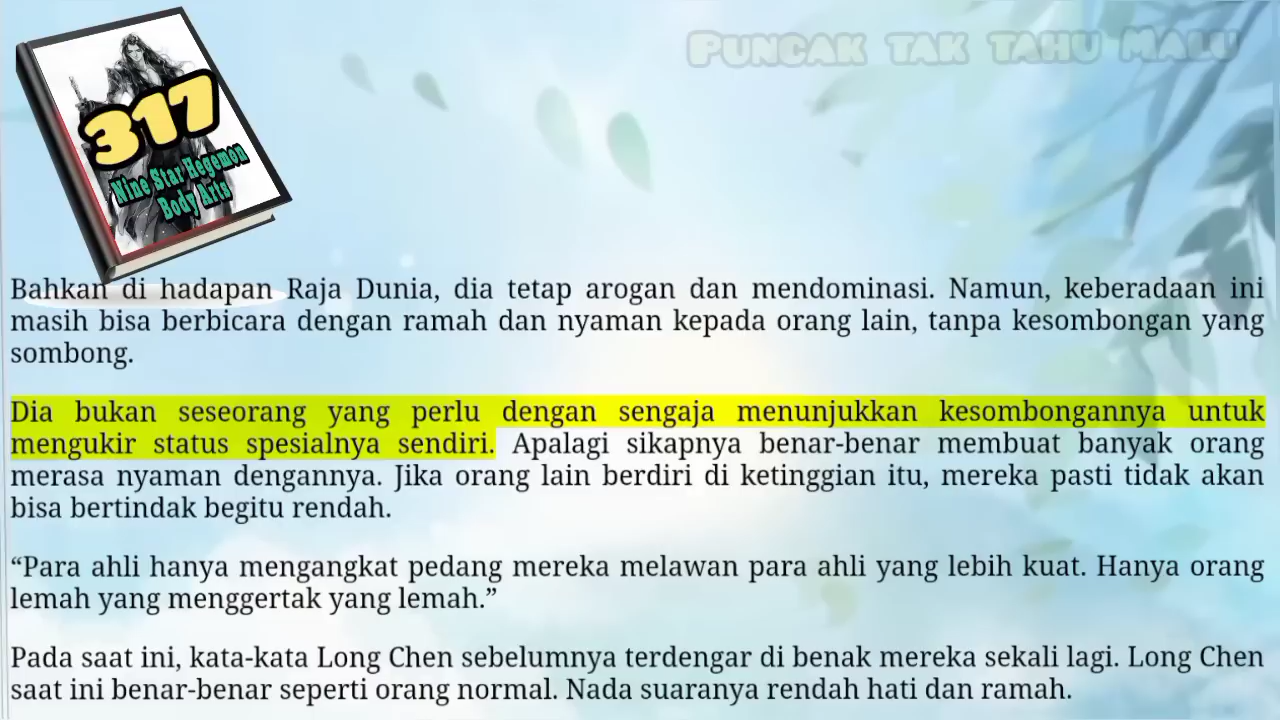 Puncak tak tahu Malu
317
Nine Star Hegemon
Body Arts
Bahkan di hadapan Raja Dunia, dia tetap arogan dan mendominasi. Namun, keberadaan ini
masih bisa berbicara dengan ramah dan nyaman kepada orang lain, tanpa kesombongan yang
sombong.
Dia bukan seseorang yang perlu dengan sengaja menunjukkan kesombongannya untuk
mengukir status spesialnya sendiri. Apalagi sikapnya benar-benar membuat banyak orang
merasa nyaman dengannya. Jika orang lain berdiri di ketinggian itu, mereka pasti tidak akan
bisa bertindak begitu rendah.
“Para ahli hanya mengangkat pedang mereka melawan para ahli yang lebih kuat. Hanya orang
lemah yang menggertak yang lemah.”
Pada saat ini, kata-kata Long Chen sebelumnya terdengar di benak mereka sekali lagi. Long Chen
saat ini benar-benar seperti orang normal. Nada suaranya rendah hati dan ramah.